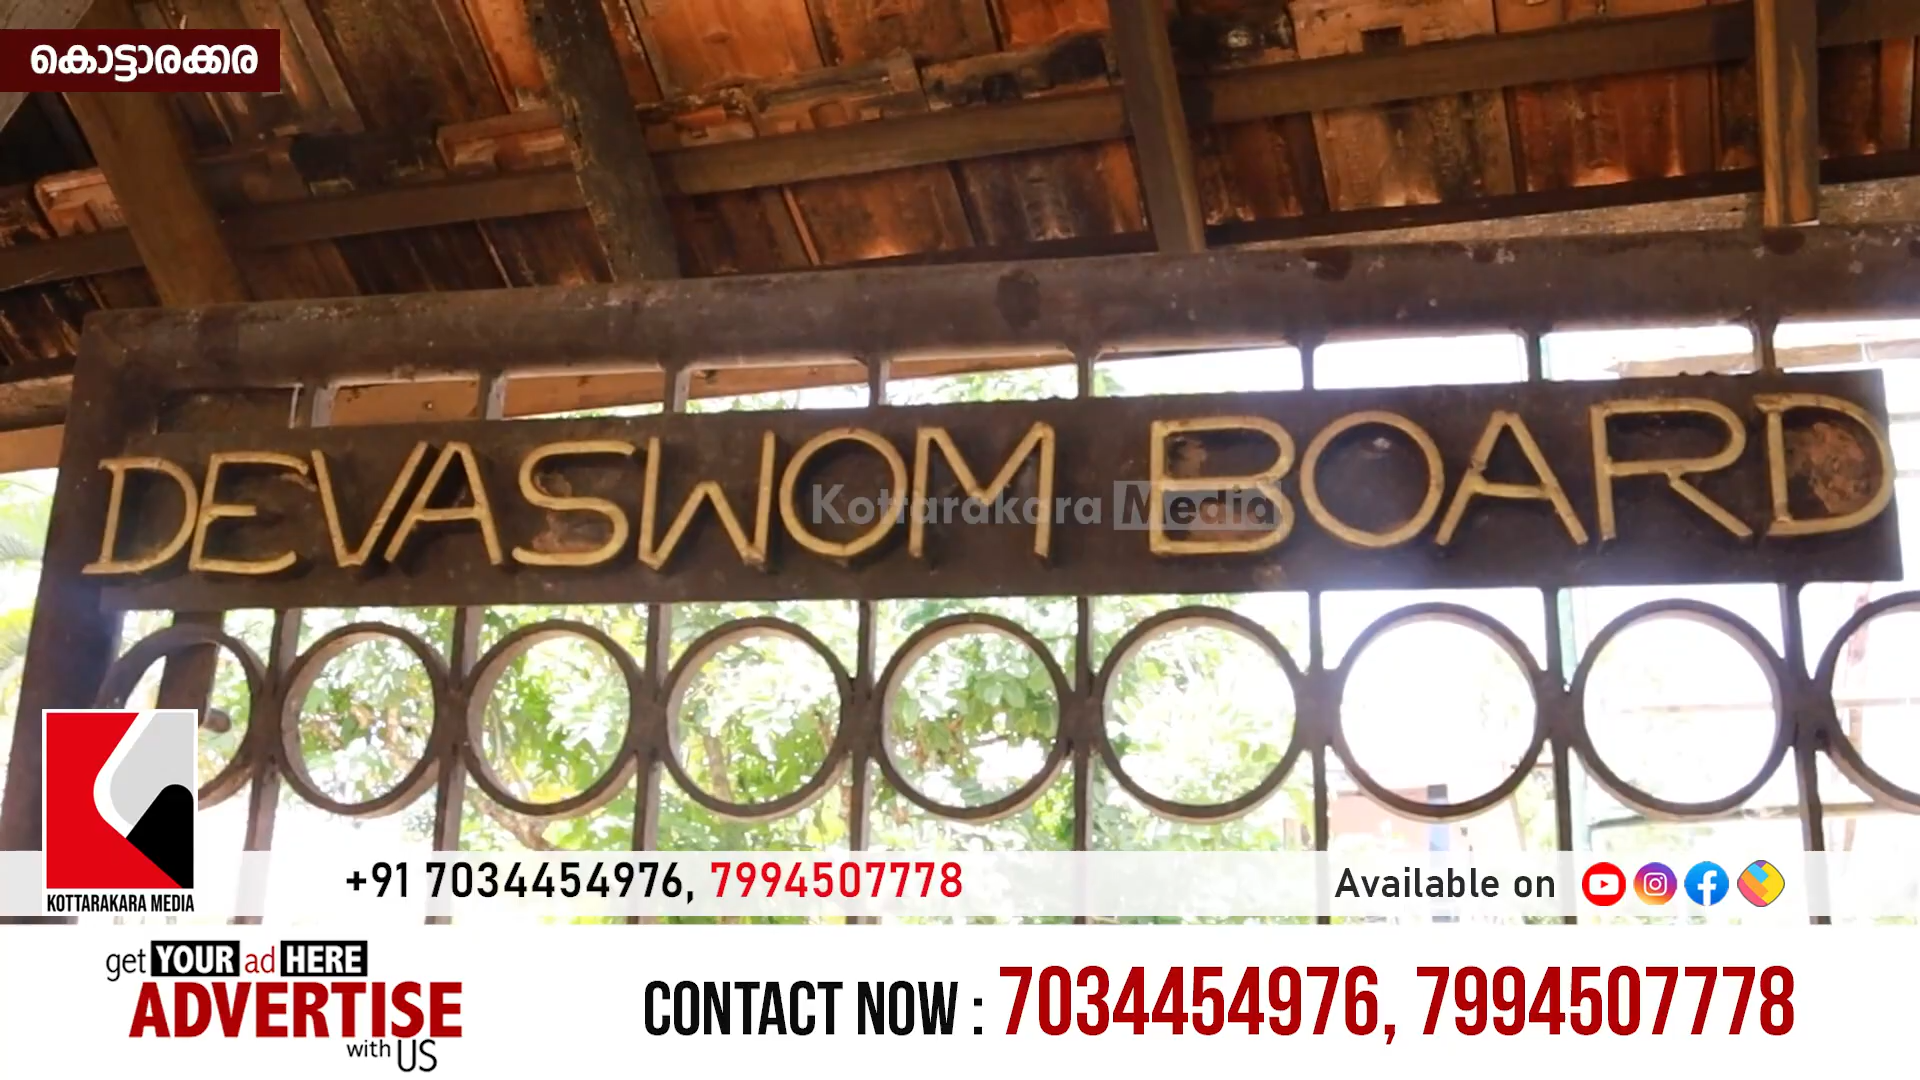 കൊട്ടാരക്കര
DEVASWOM BOARD
Kottarakara Media
KOTTARAKARA MEDIA
+91 7034454976, 7994507778
Available on
get YOUR ad HERE
ADVERTISE
with US
CONTACT NOW : 7034454976, 7994507778